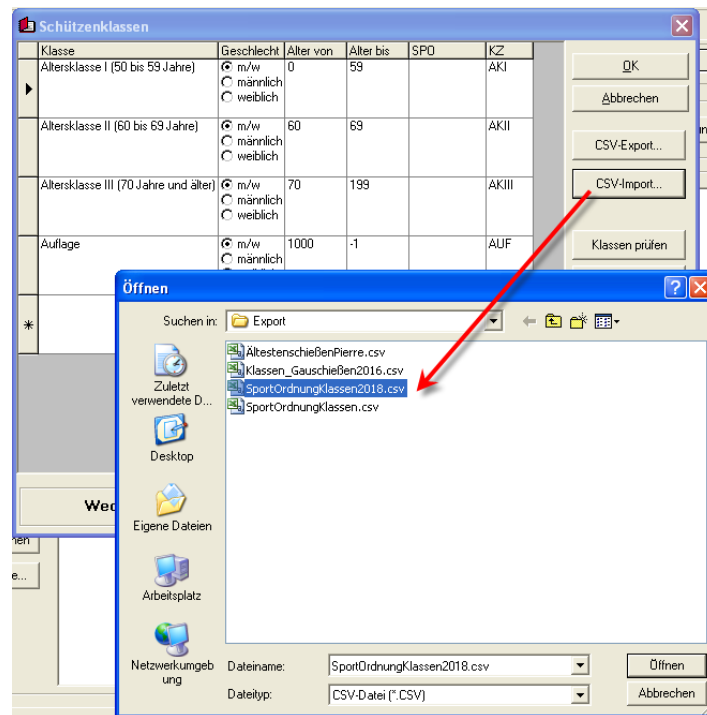 Schützenklassen
Klasse Geschlecht Alter von Alter bis SPO KZ
Altersklasse I (50 bis 59 Jahre) m/w 0 59 AKI
männlich
weiblich
Altersklasse II (60 bis 69 Jahre) m/w 60 69 AKII
männlich
weiblich
Altersklasse III (70 Jahre und älter) m/w 70 199 AKIII
männlich
weiblich
Auflage m/w 1000 -1 AUF
männlich
OK
Abbrechen
CSV-Export...
CSV-Import...
Klassen prüfen
Öffnen
Suchen in: Export
ÄltestenschießenPierre.csv
Klassen_Gauschießen2016.csv
SportOrdnungKlassen2018.csv
SportOrdnungKlassen.csv
Zuletzt
verwendete D...
Desktop
Eigene Dateien
Arbeitsplatz
Netzwerkumgeb
ung
Dateiname: SportOrdnungKlassen2018.csv Öffnen
Dateityp: CSV-Datei (*.CSV) Abbrechen